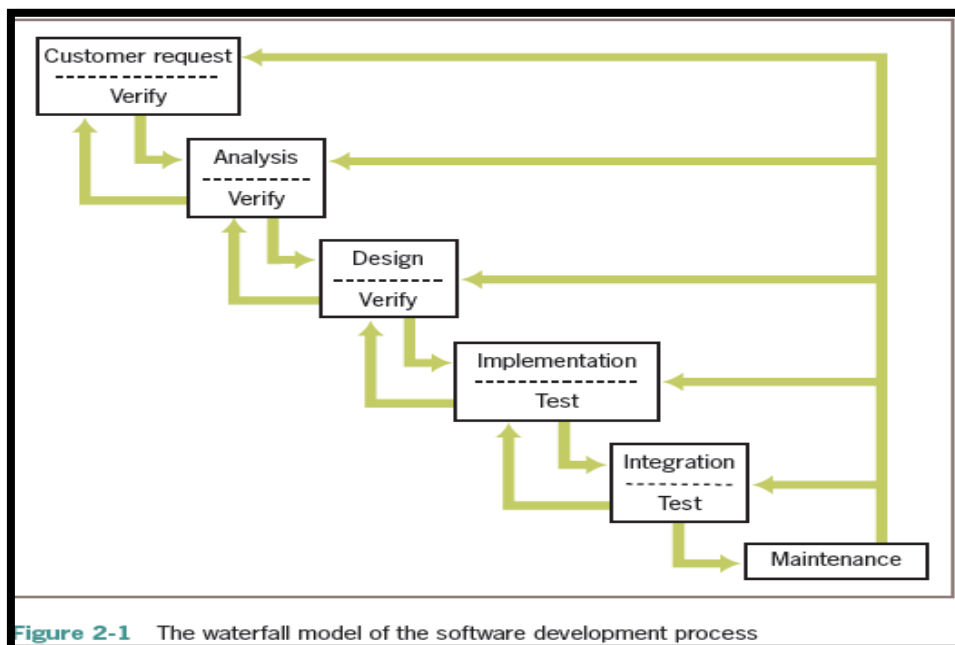 Customer request
Verify
Analysis
Verify
Design
Verify
Implementation
Test
Integration
Test
Maintenance
Figure 2-1 The waterfall model of the software development process